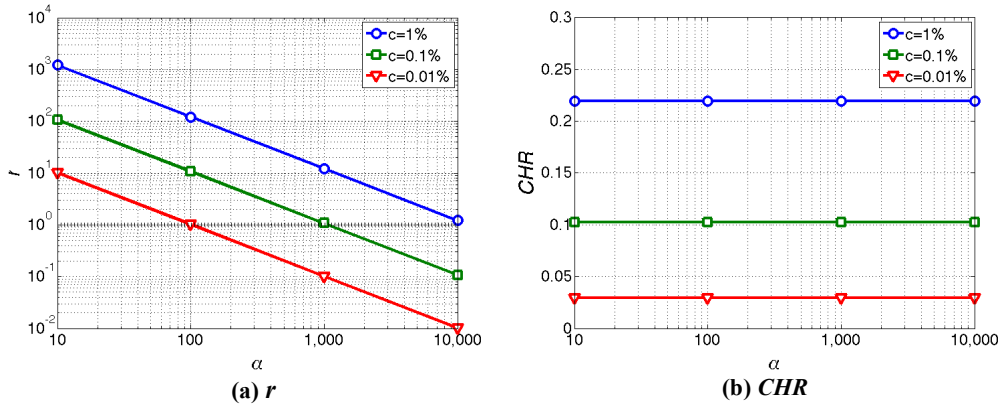 10^4
10^3
10^2
10^1
10^0
10^-1
10^-2
r
10
100
1,000
10,000
α
c=1%
c=0.1%
c=0.01%
(a) r
0.3
0.25
0.2
0.15
0.1
0.05
0
CHR
10
100
1,000
10,000
α
c=1%
c=0.1%
c=0.01%
(b) CHR